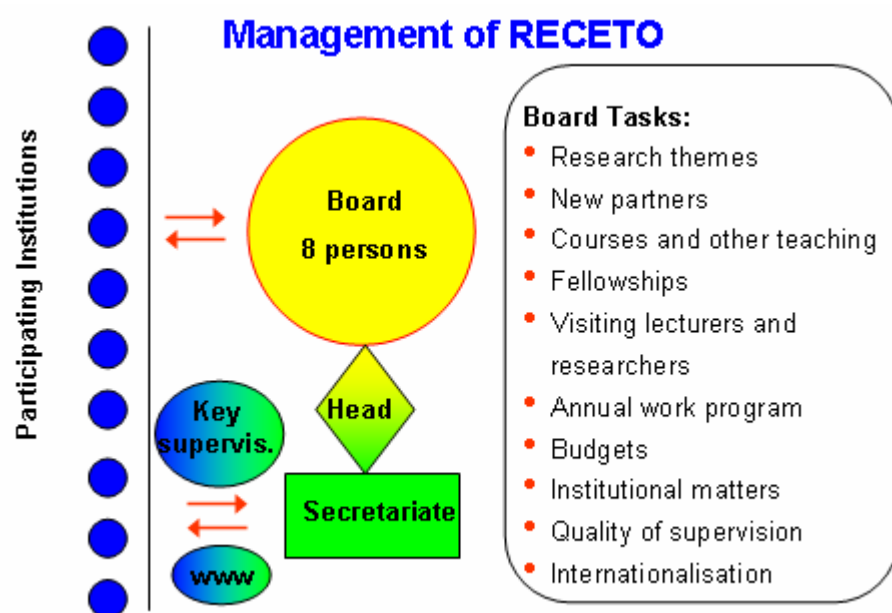 Management of RECETO
Participating Institutions
Board
8 persons
Head
Key
supervis.
Secretariate
www
Board Tasks:
• Research themes
• New partners
• Courses and other teaching
• Fellowships
• Visiting lecturers and
researchers
• Annual work program
• Budgets
• Institutional matters
• Quality of supervision
• Internationalisation